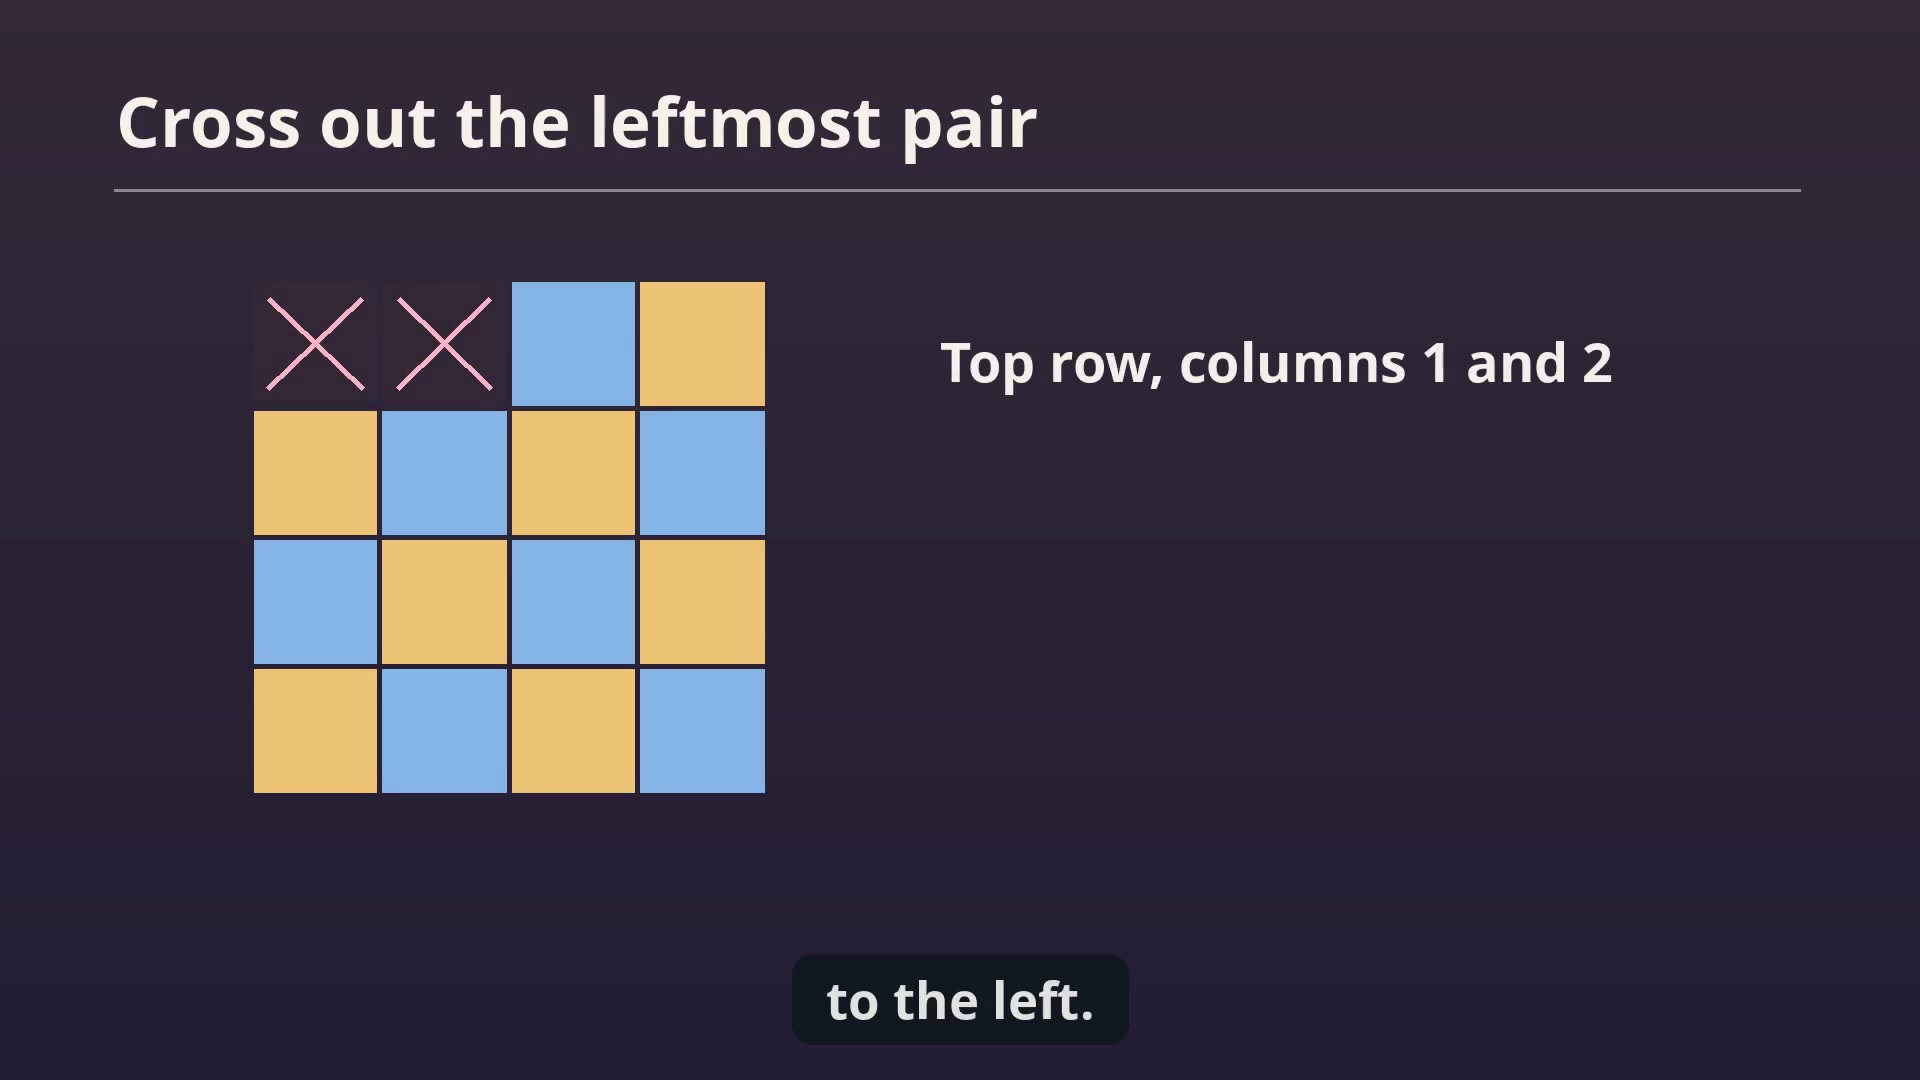 Cross out the leftmost pair
Top row, columns 1 and 2
to the left.